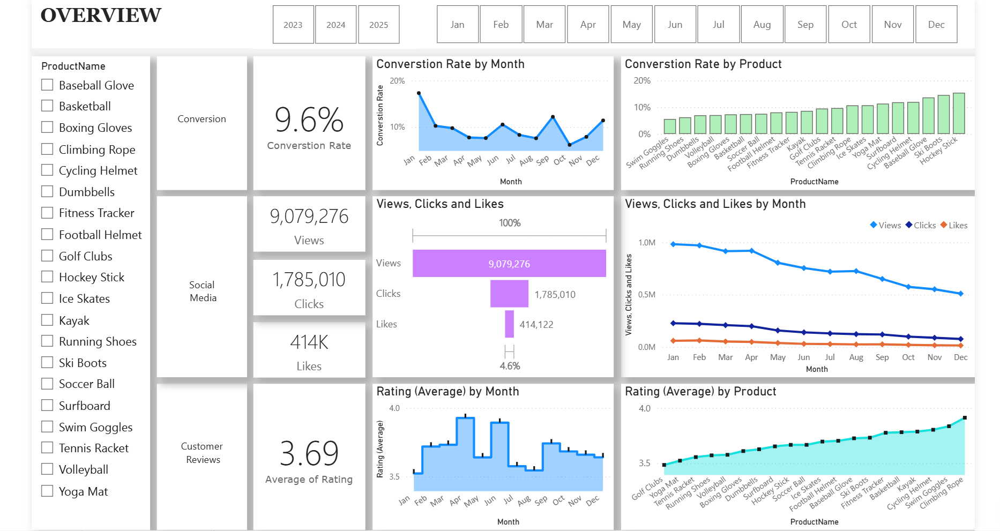 OVERVIEW
2023
2024
2025
Jan
Feb
Mar
Apr
May
Jun
Jul
Aug
Sep
Oct
Nov
Dec
ProductName
Baseball Glove
Basketball
Boxing Gloves
Climbing Rope
Cycling Helmet
Dumbbells
Fitness Tracker
Football Helmet
Golf Clubs
Hockey Stick
Ice Skates
Kayak
Running Shoes
Ski Boots
Soccer Ball
Surfboard
Swim Goggles
Tennis Racket
Volleyball
Yoga Mat
Conversion
9.6%
Converstion Rate
Converstion Rate by Month
Converstion Rate
20%
10%
Jan
Feb
Mar
Apr
May
Jun
Jul
Aug
Sep
Oct
Nov
Dec
Month
Converstion Rate by Product
20%
10%
0%
Swim Goggles
Running Shoes
Dumbbells
Volleyball
Boxing Gloves
Basketball
Soccer Ball
Football Helmet
Fitness Tracker
Kayak
Golf Clubs
Tennis Racket
Climbing Rope
Ice Skates
Yoga Mat
Surfboard
Cycling Helmet
Baseball Glove
Ski Boots
Hockey Stick
ProductName
Social
Media
9,079,276
Views
1,785,010
Clicks
414K
Likes
Views, Clicks and Likes
100%
Views
9,079,276
Clicks
1,785,010
Likes
414,122
4.6%
Views, Clicks and Likes by Month
Views
Clicks
Likes
Views, Clicks and Likes
1.0M
0.5M
0.0M
Jan
Feb
Mar
Apr
May
Jun
Jul
Aug
Sep
Oct
Nov
Dec
Month
Customer
Reviews
3.69
Average of Rating
Rating (Average) by Month
Rating (Average)
4.0
3.5
Jan
Feb
Mar
Apr
May
Jun
Jul
Aug
Sep
Oct
Nov
Dec
Month
Rating (Average) by Product
4.0
3.5
Golf Clubs
Yoga Mat
Tennis Racket
Running Shoes
Volleyball
Boxing Gloves
Dumbbells
Surfboard
Hockey Stick
Soccer Ball
Ice Skates
Football Helmet
Baseball Glove
Ski Boots
Fitness Tracker
Basketball
Kayak
Cycling Helmet
Swim Goggles
Climbing Rope
ProductName